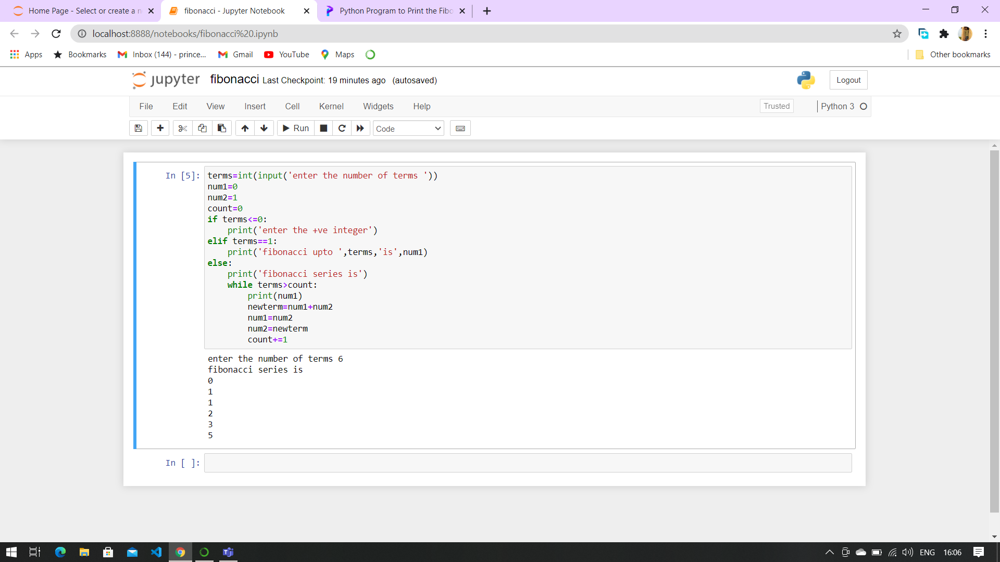 Home Page - Select or create a n
fibonacci - Jupyter Notebook
Python Program to Print the Fibo
localhost:8888/notebooks/fibonacci%20.ipynb
Apps Bookmarks Inbox (144) - prince... Gmail YouTube Maps Other bookmarks
jupyter fibonacci Last Checkpoint: 19 minutes ago (autosaved) Logout
File Edit View Insert Cell Kernel Widgets Help Trusted Python 3
Run Code
In [5]: terms=int(input('enter the number of terms '))
num1=0
num2=1
count=0
if terms<=0:
    print('enter the +ve integer')
elif terms==1:
    print('fibonacci upto ',terms,'is',num1)
else:
    print('fibonacci series is')
    while terms>count:
        print(num1)
        newterm=num1+num2
        num1=num2
        num2=newterm
        count+=1
enter the number of terms 6
fibonacci series is
0
1
1
2
3
5
In [ ]:
ENG 16:06